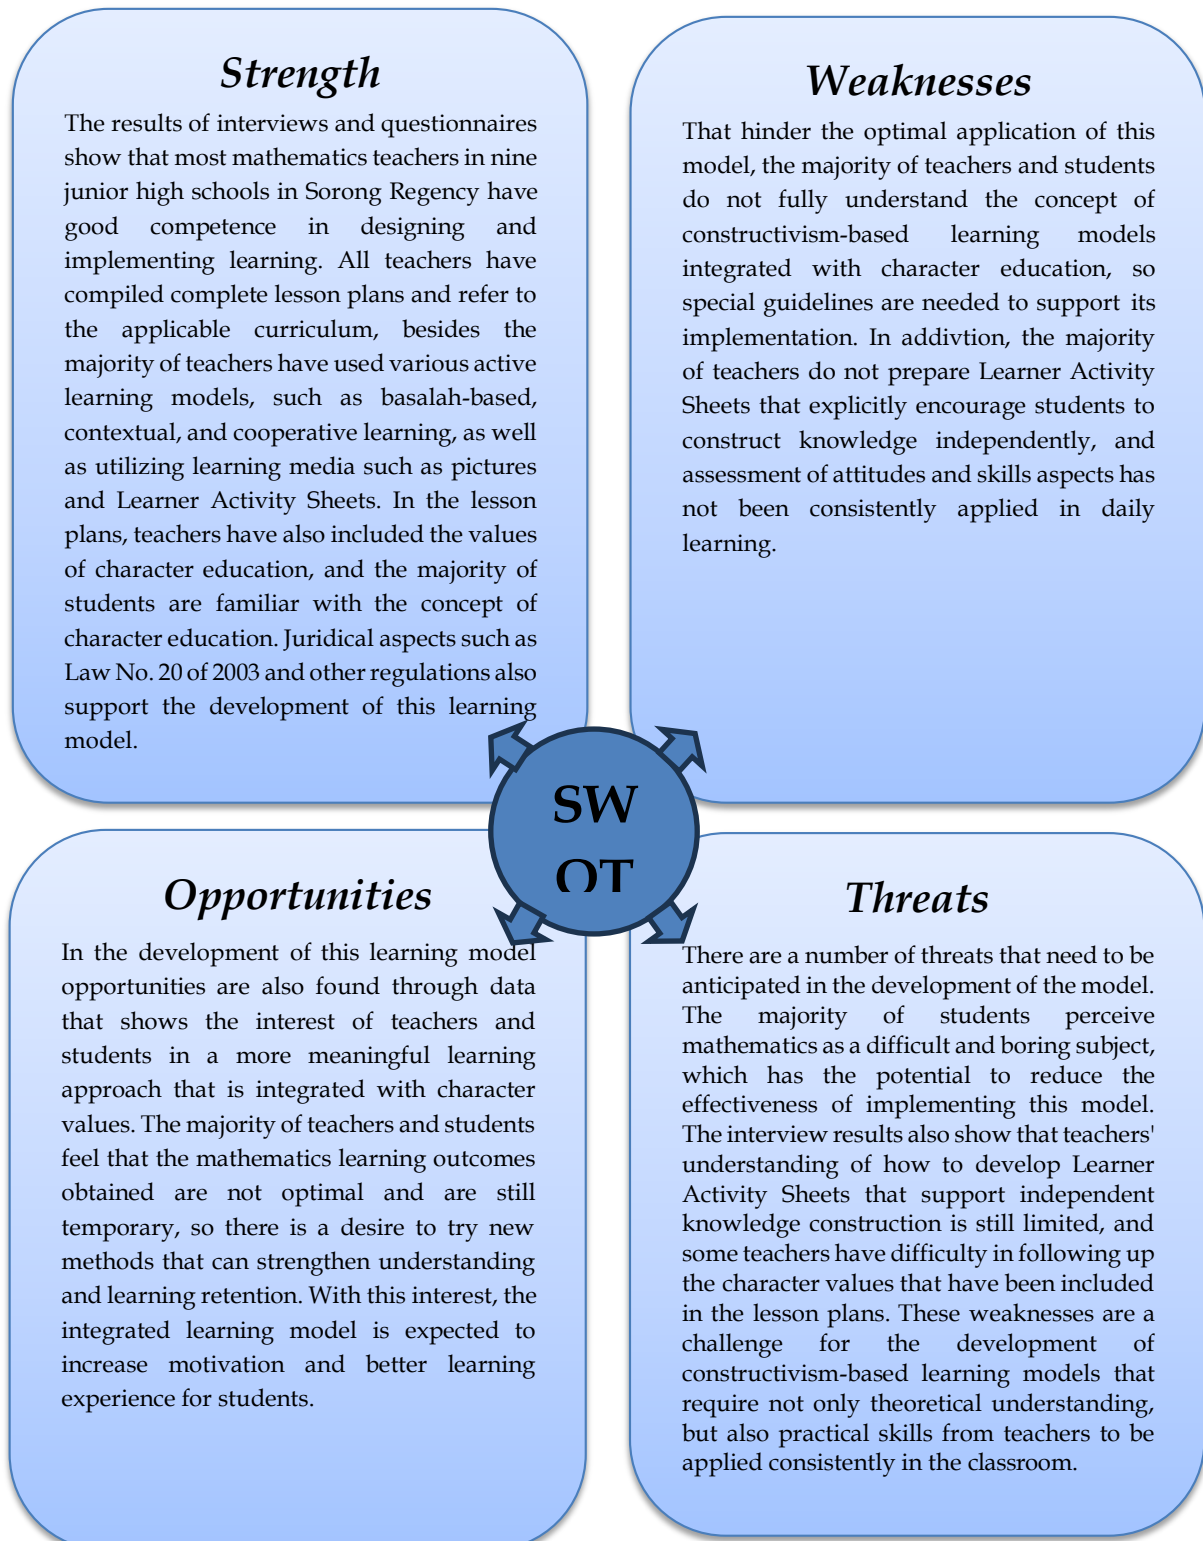 Strength
The results of interviews and questionnaires
show that most mathematics teachers in nine
junior high schools in Sorong Regency have
good competence in designing and
implementing learning. All teachers have
compiled complete lesson plans and refer to
the applicable curriculum, besides the
majority of teachers have used various active
learning models, such as basalah-based,
contextual, and cooperative learning, as well
as utilizing learning media such as pictures
and Learner Activity Sheets. In the lesson
plans, teachers have also included the values
of character education, and the majority of
students are familiar with the concept of
character education. Juridical aspects such as
Law No. 20 of 2003 and other regulations also
support the development of this learning
model.
Weaknesses
That hinder the optimal application of this
model, the majority of teachers and students
do not fully understand the concept of
constructivism-based learning models
integrated with character education, so
special guidelines are needed to support its
implementation. In addivtion, the majority
of teachers do not prepare Learner Activity
Sheets that explicitly encourage students to
construct knowledge independently, and
assessment of attitudes and skills aspects has
not been consistently applied in daily
learning.
SW
OT
Opportunities
In the development of this learning model
opportunities are also found through data
that shows the interest of teachers and
students in a more meaningful learning
approach that is integrated with character
values. The majority of teachers and students
feel that the mathematics learning outcomes
obtained are not optimal and are still
temporary, so there is a desire to try new
methods that can strengthen understanding
and learning retention. With this interest, the
integrated learning model is expected to
increase motivation and better learning
experience for students.
Threats
There are a number of threats that need to be
anticipated in the development of the model.
The majority of students perceive
mathematics as a difficult and boring subject,
which has the potential to reduce the
effectiveness of implementing this model.
The interview results also show that teachers'
understanding of how to develop Learner
Activity Sheets that support independent
knowledge construction is still limited, and
some teachers have difficulty in following up
the character values that have been included
in the lesson plans. These weaknesses are a
challenge for the development of
constructivism-based learning models that
require not only theoretical understanding,
but also practical skills from teachers to be
applied consistently in the classroom.